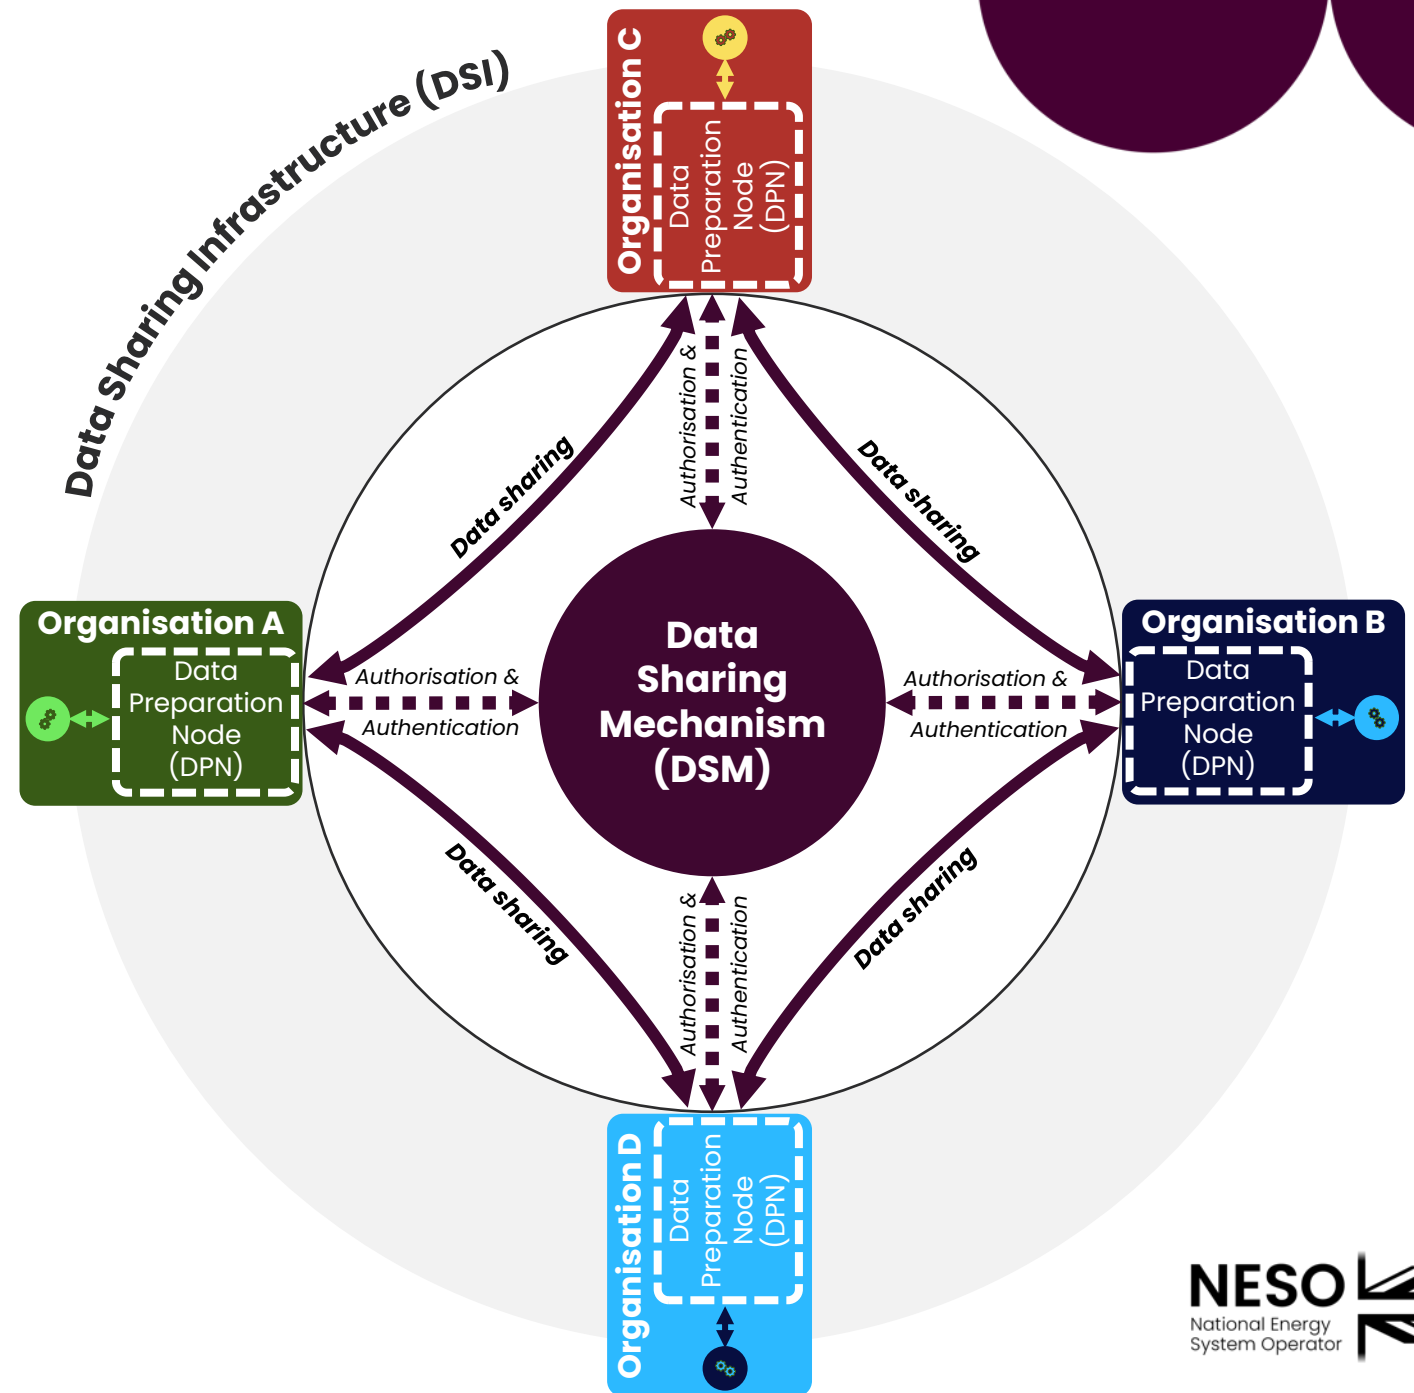 Data Sharing Infrastructure (DSI)
Organisation C
Data
Preparation
Node
(DPN)
Authorisation &
Authentication
Data sharing
Data sharing
Organisation A
Data
Preparation
Node
(DPN)
Authorisation &
Authentication
Data
Sharing
Mechanism
(DSM)
Authorisation &
Authentication
Organisation B
Data
Preparation
Node
(DPN)
Data sharing
Data sharing
Authorisation &
Authentication
Organisation D
Data
Preparation
Node
(DPN)
NESO
National Energy
System Operator